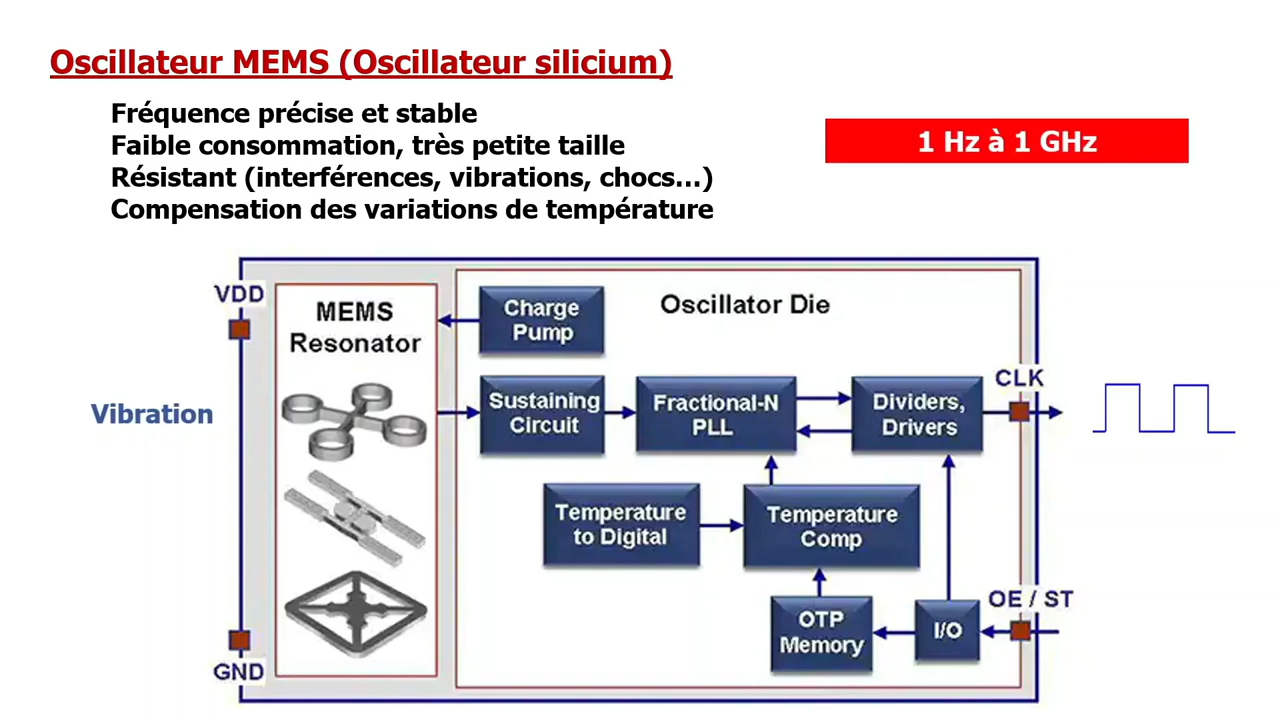 Oscillateur MEMS (Oscillateur silicium)
Fréquence précise et stable
Faible consommation, très petite taille
Résistant (interférences, vibrations, chocs…)
Compensation des variations de température
1 Hz à 1 GHz
VDD
MEMS
Resonator
Charge
Pump
Oscillator Die
Vibration
Sustaining
Circuit
Fractional-N
PLL
Dividers,
Drivers
CLK
Temperature
to Digital
Temperature
Comp
OTP
Memory
I/O
OE / ST
GND